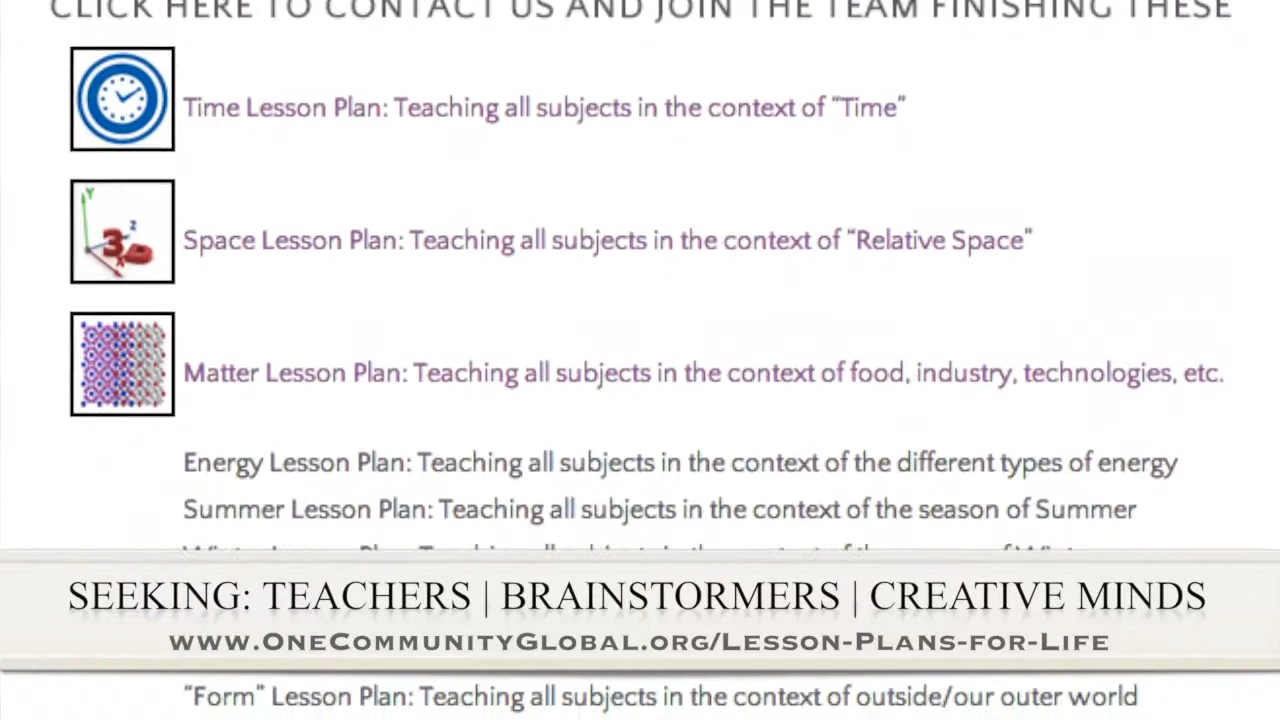 CLICK HERE TO CONTACT US AND JOIN THE TEAM FINISHING THESE
Time Lesson Plan: Teaching all subjects in the context of "Time"
Y
Z
3
X
Space Lesson Plan: Teaching all subjects in the context of "Relative Space"
Matter Lesson Plan: Teaching all subjects in the context of food, industry, technologies, etc.
Energy Lesson Plan: Teaching all subjects in the context of the different types of energy
Summer Lesson Plan: Teaching all subjects in the context of the season of Summer
SEEKING: TEACHERS | BRAINSTORMERS | CREATIVE MINDS
www.OneCommunityGlobal.org/Lesson-Plans-for-Life
"Form" Lesson Plan: Teaching all subjects in the context of outside/our outer world